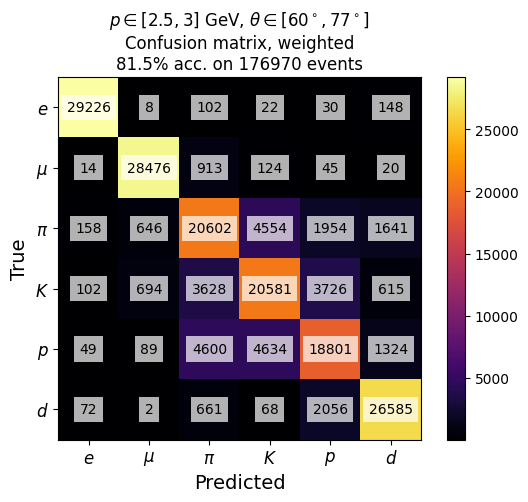 p ∈ [2.5, 3] GeV, θ ∈ [60°, 77°]
Confusion matrix, weighted
81.5% acc. on 176970 events
True
e 29226 8 102 22 30 148
μ 14 28476 913 124 45 20
π 158 646 20602 4554 1954 1641
K 102 694 3628 20581 3726 615
p 49 89 4600 4634 18801 1324
d 72 2 661 68 2056 26585
e μ π K p d
Predicted
25000
20000
15000
10000
5000